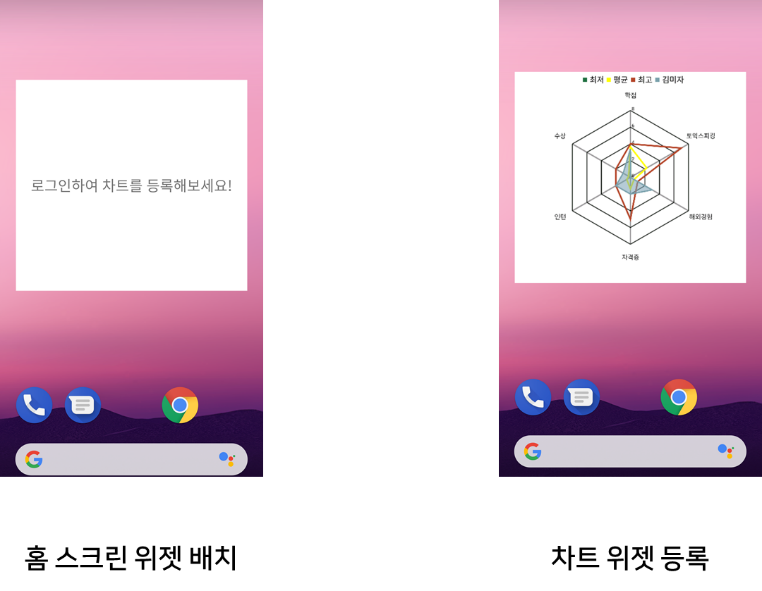 로그인하여 차트를 등록해보세요!
최저 평균 최고 김미자
학점
수상
토익스피킹
인턴
해외경험
자격증
홈 스크린 위젯 배치
차트 위젯 등록